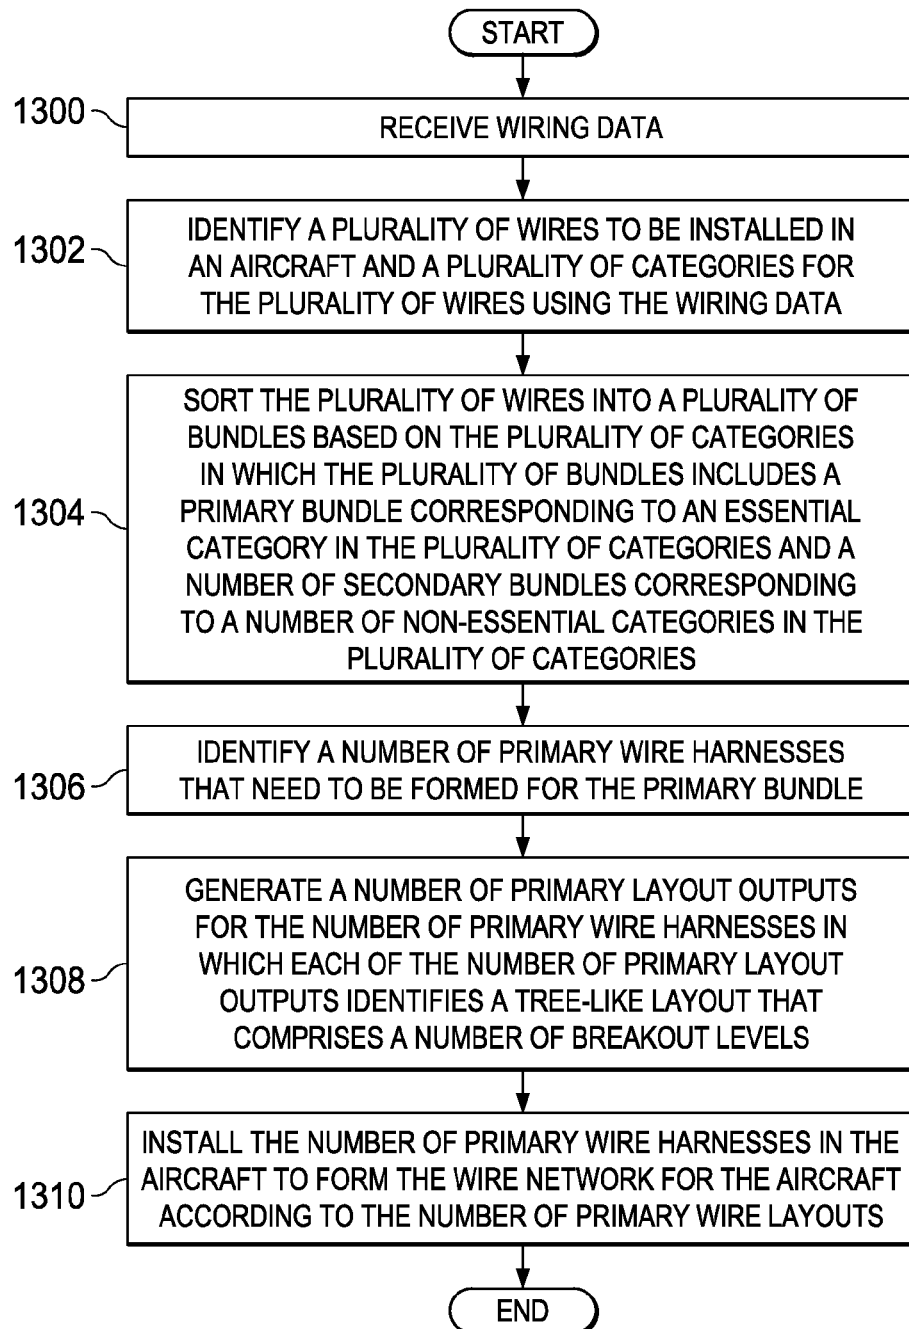 START
1300
RECEIVE WIRING DATA
1302
IDENTIFY A PLURALITY OF WIRES TO BE INSTALLED IN
AN AIRCRAFT AND A PLURALITY OF CATEGORIES FOR
THE PLURALITY OF WIRES USING THE WIRING DATA
1304
SORT THE PLURALITY OF WIRES INTO A PLURALITY OF
BUNDLES BASED ON THE PLURALITY OF CATEGORIES
IN WHICH THE PLURALITY OF BUNDLES INCLUDES A
PRIMARY BUNDLE CORRESPONDING TO AN ESSENTIAL
CATEGORY IN THE PLURALITY OF CATEGORIES AND A
NUMBER OF SECONDARY BUNDLES CORRESPONDING
TO A NUMBER OF NON-ESSENTIAL CATEGORIES IN THE
PLURALITY OF CATEGORIES
1306
IDENTIFY A NUMBER OF PRIMARY WIRE HARNESSES
THAT NEED TO BE FORMED FOR THE PRIMARY BUNDLE
1308
GENERATE A NUMBER OF PRIMARY LAYOUT OUTPUTS
FOR THE NUMBER OF PRIMARY WIRE HARNESSES IN
WHICH EACH OF THE NUMBER OF PRIMARY LAYOUT
OUTPUTS IDENTIFIES A TREE-LIKE LAYOUT THAT
COMPRISES A NUMBER OF BREAKOUT LEVELS
1310
INSTALL THE NUMBER OF PRIMARY WIRE HARNESSES IN THE
AIRCRAFT TO FORM THE WIRE NETWORK FOR THE AIRCRAFT
ACCORDING TO THE NUMBER OF PRIMARY WIRE LAYOUTS
END